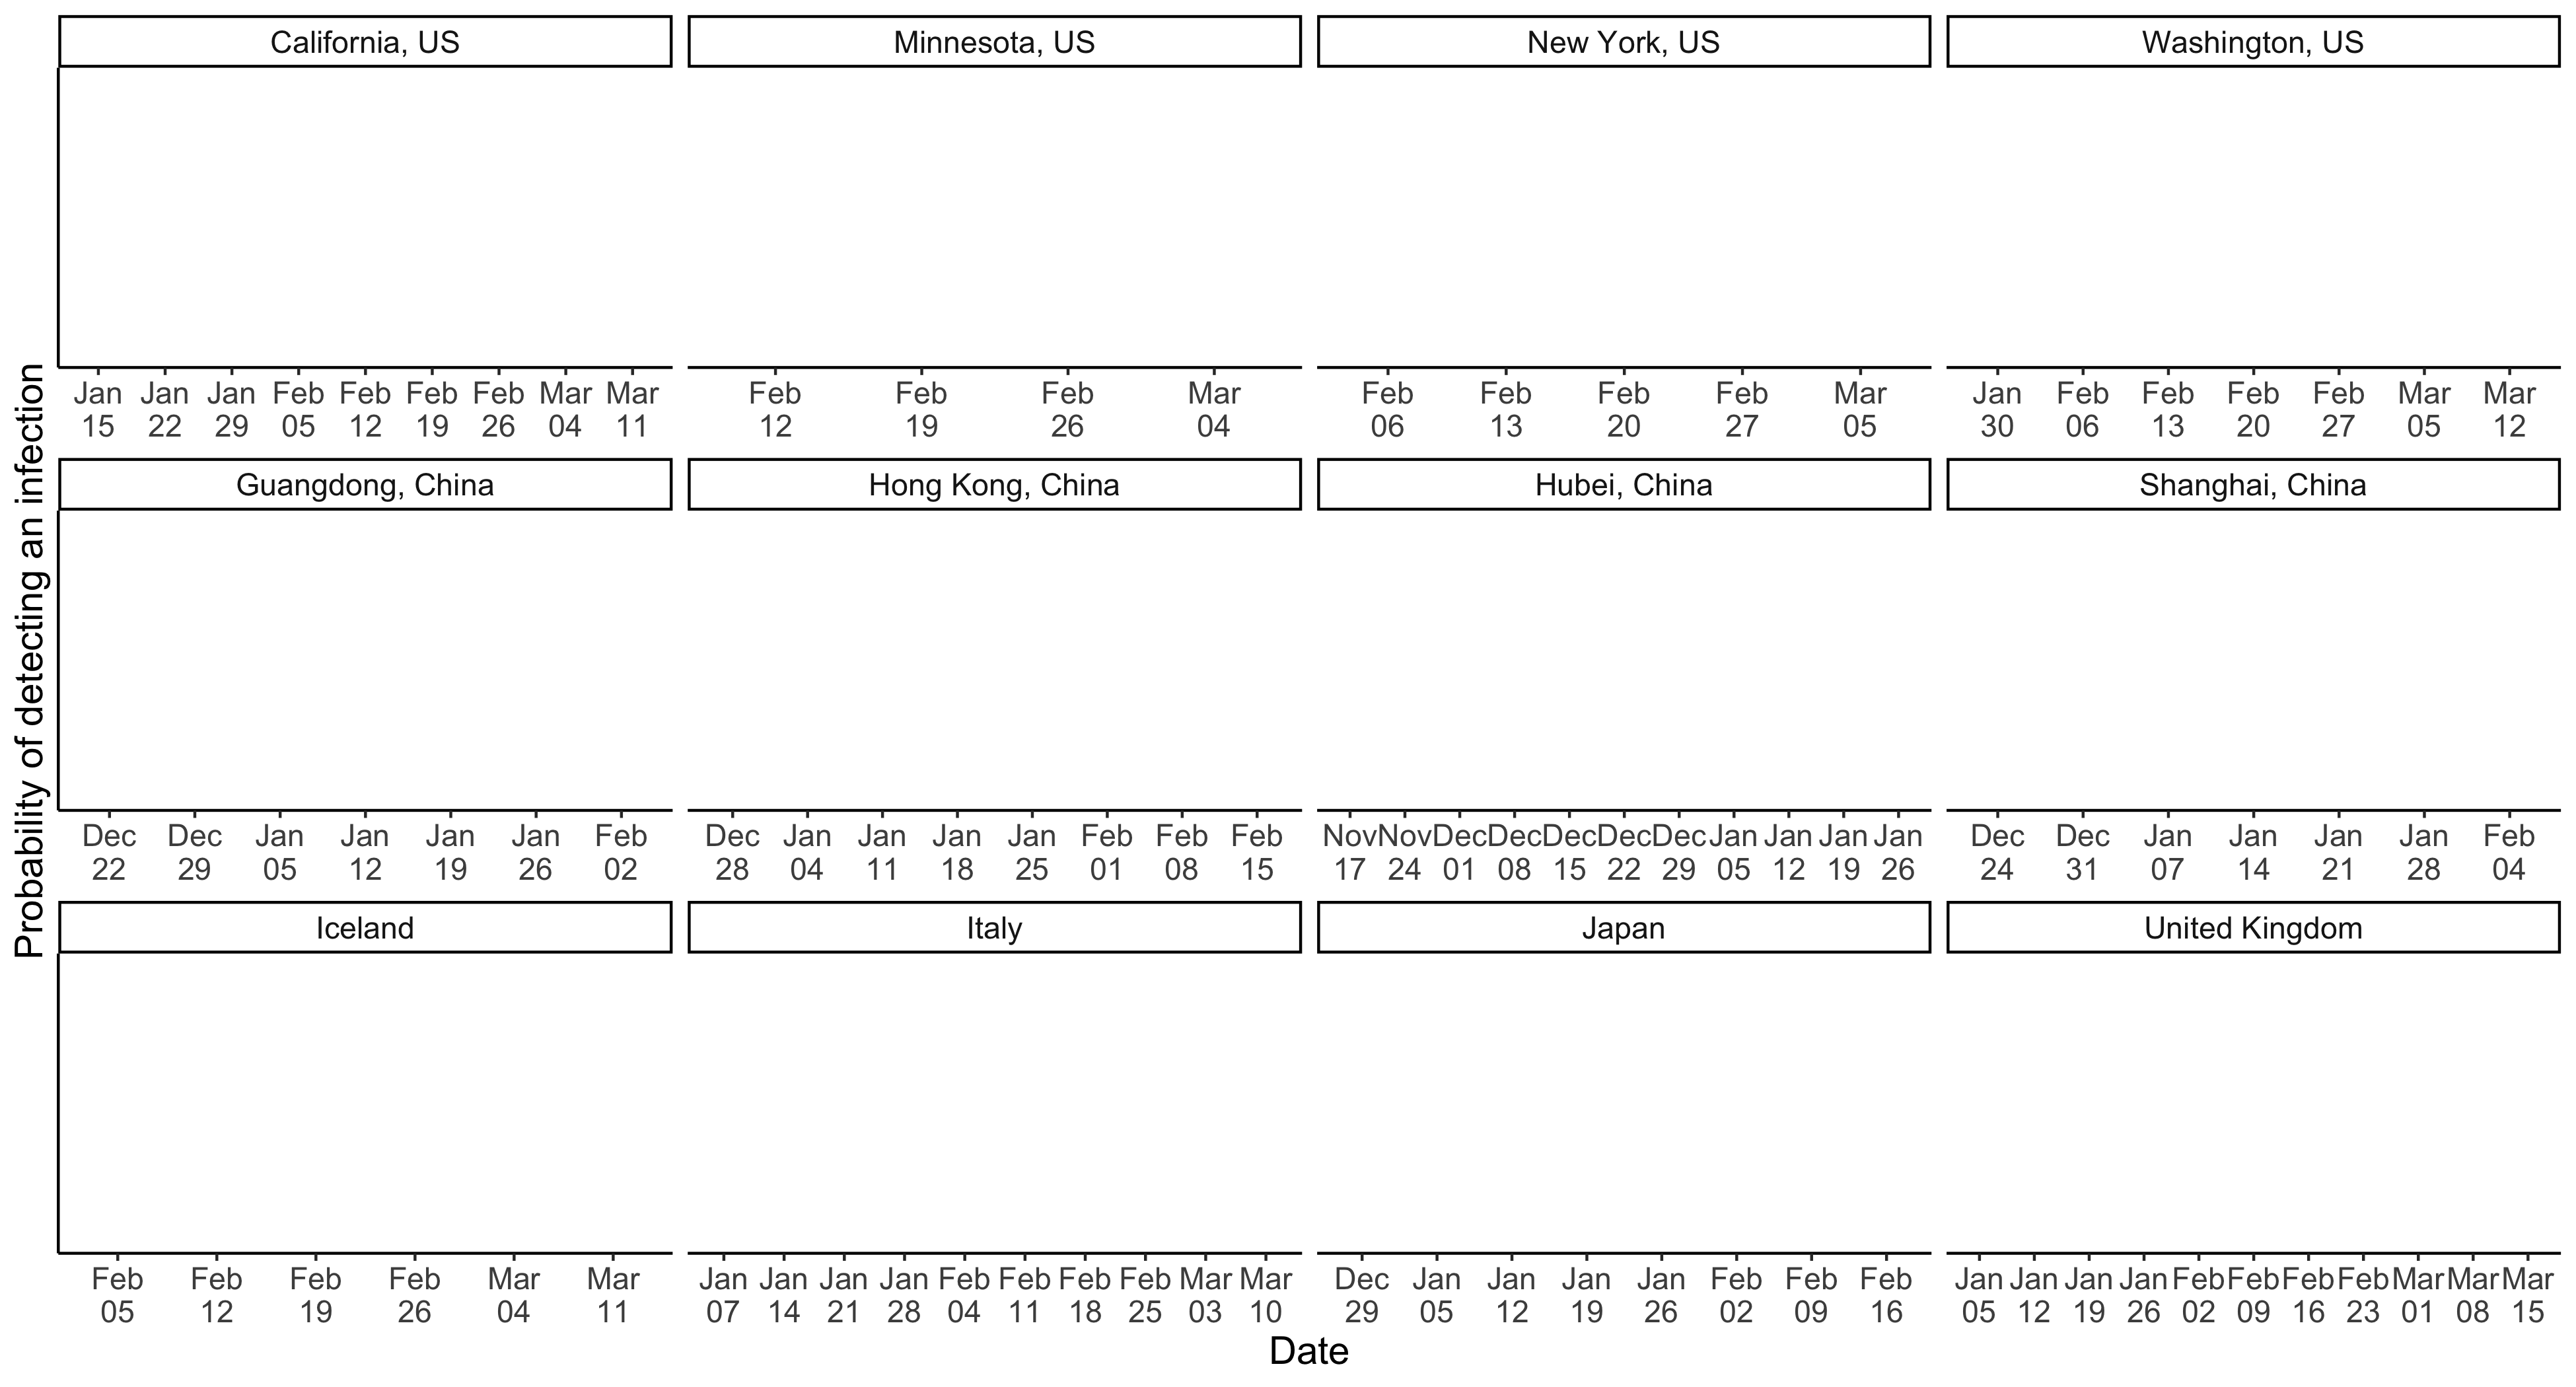 California, US
Minnesota, US
New York, US
Washington, US
Probability of detecting an infection
Jan 15
Jan 22
Jan 29
Feb 05
Feb 12
Feb 19
Feb 26
Mar 04
Mar 11
Feb 12
Feb 19
Feb 26
Mar 04
Feb 06
Feb 13
Feb 20
Feb 27
Mar 05
Jan 30
Feb 06
Feb 13
Feb 20
Feb 27
Mar 05
Mar 12
Guangdong, China
Hong Kong, China
Hubei, China
Shanghai, China
Dec 22
Dec 29
Jan 05
Jan 12
Jan 19
Jan 26
Feb 02
Dec 28
Jan 04
Jan 11
Jan 18
Jan 25
Feb 01
Feb 08
Feb 15
Nov 17
Nov 24
Dec 01
Dec 08
Dec 15
Dec 22
Dec 29
Jan 05
Jan 12
Jan 19
Jan 26
Dec 24
Dec 31
Jan 07
Jan 14
Jan 21
Jan 28
Feb 04
Iceland
Italy
Japan
United Kingdom
Feb 05
Feb 12
Feb 19
Feb 26
Mar 04
Mar 11
Jan 07
Jan 14
Jan 21
Jan 28
Feb 04
Feb 11
Feb 18
Feb 25
Mar 03
Mar 10
Dec 29
Jan 05
Jan 12
Jan 19
Jan 26
Feb 02
Feb 09
Feb 16
Jan 05
Jan 12
Jan 19
Jan 26
Feb 02
Feb 09
Feb 16
Feb 23
Mar 01
Mar 08
Mar 15
Date